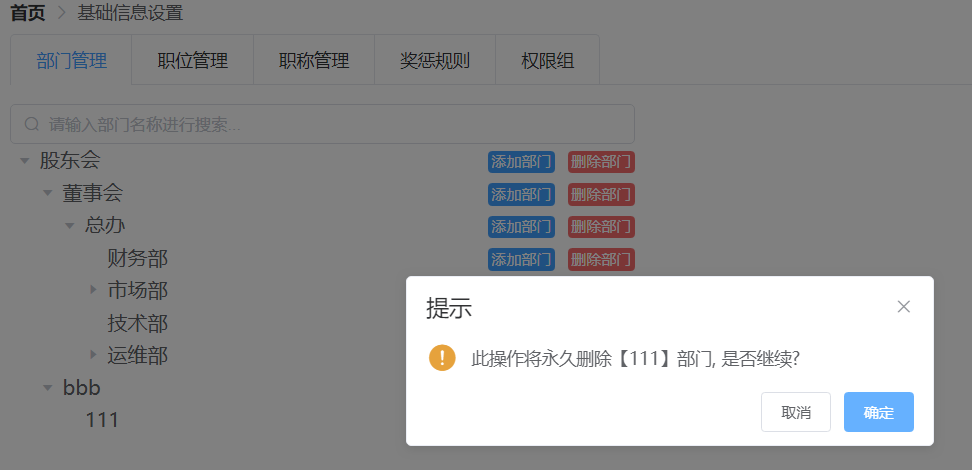 首页 基础信息设置
部门管理 职位管理 职称管理 奖惩规则 权限组
请输入部门名称进行搜索...
股东会 添加部门 删除部门
董事会 添加部门 删除部门
总办 添加部门 删除部门
财务部 添加部门 删除部门
市场部
技术部
运维部
bbb
111
提示
此操作将永久删除【111】部门, 是否继续?
取消 确定